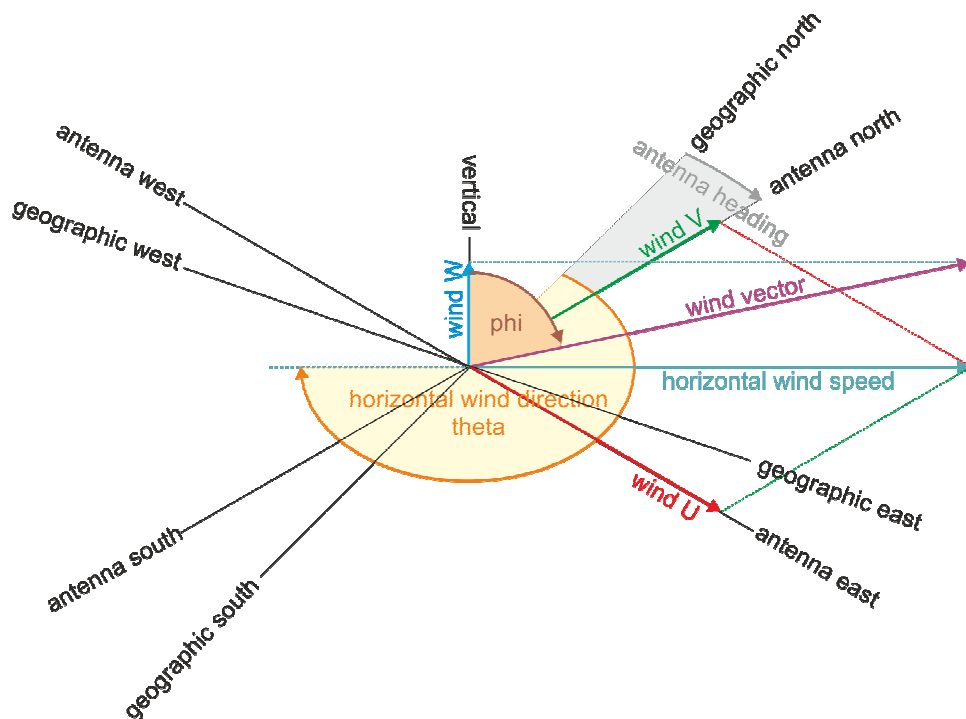 geographic north
antenna north
antenna heading
antenna west
geographic west
vertical
wind V
wind W
wind vector
phi
horizontal wind speed
horizontal wind direction
theta
wind U
geographic east
antenna east
antenna south
geographic south